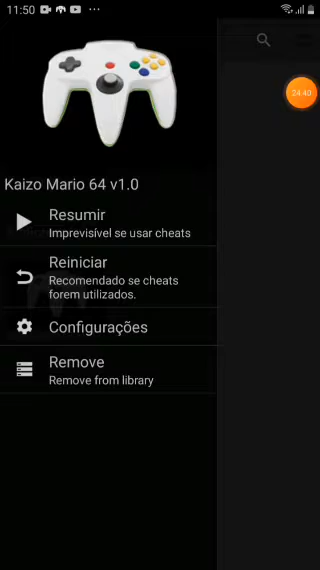 11:50
24:40
Kaizo Mario 64 v1.0
Resumir
Imprevisível se usar cheats
Reiniciar
Recomendado se cheats
forem utilizados.
Configurações
Remove
Remove from library